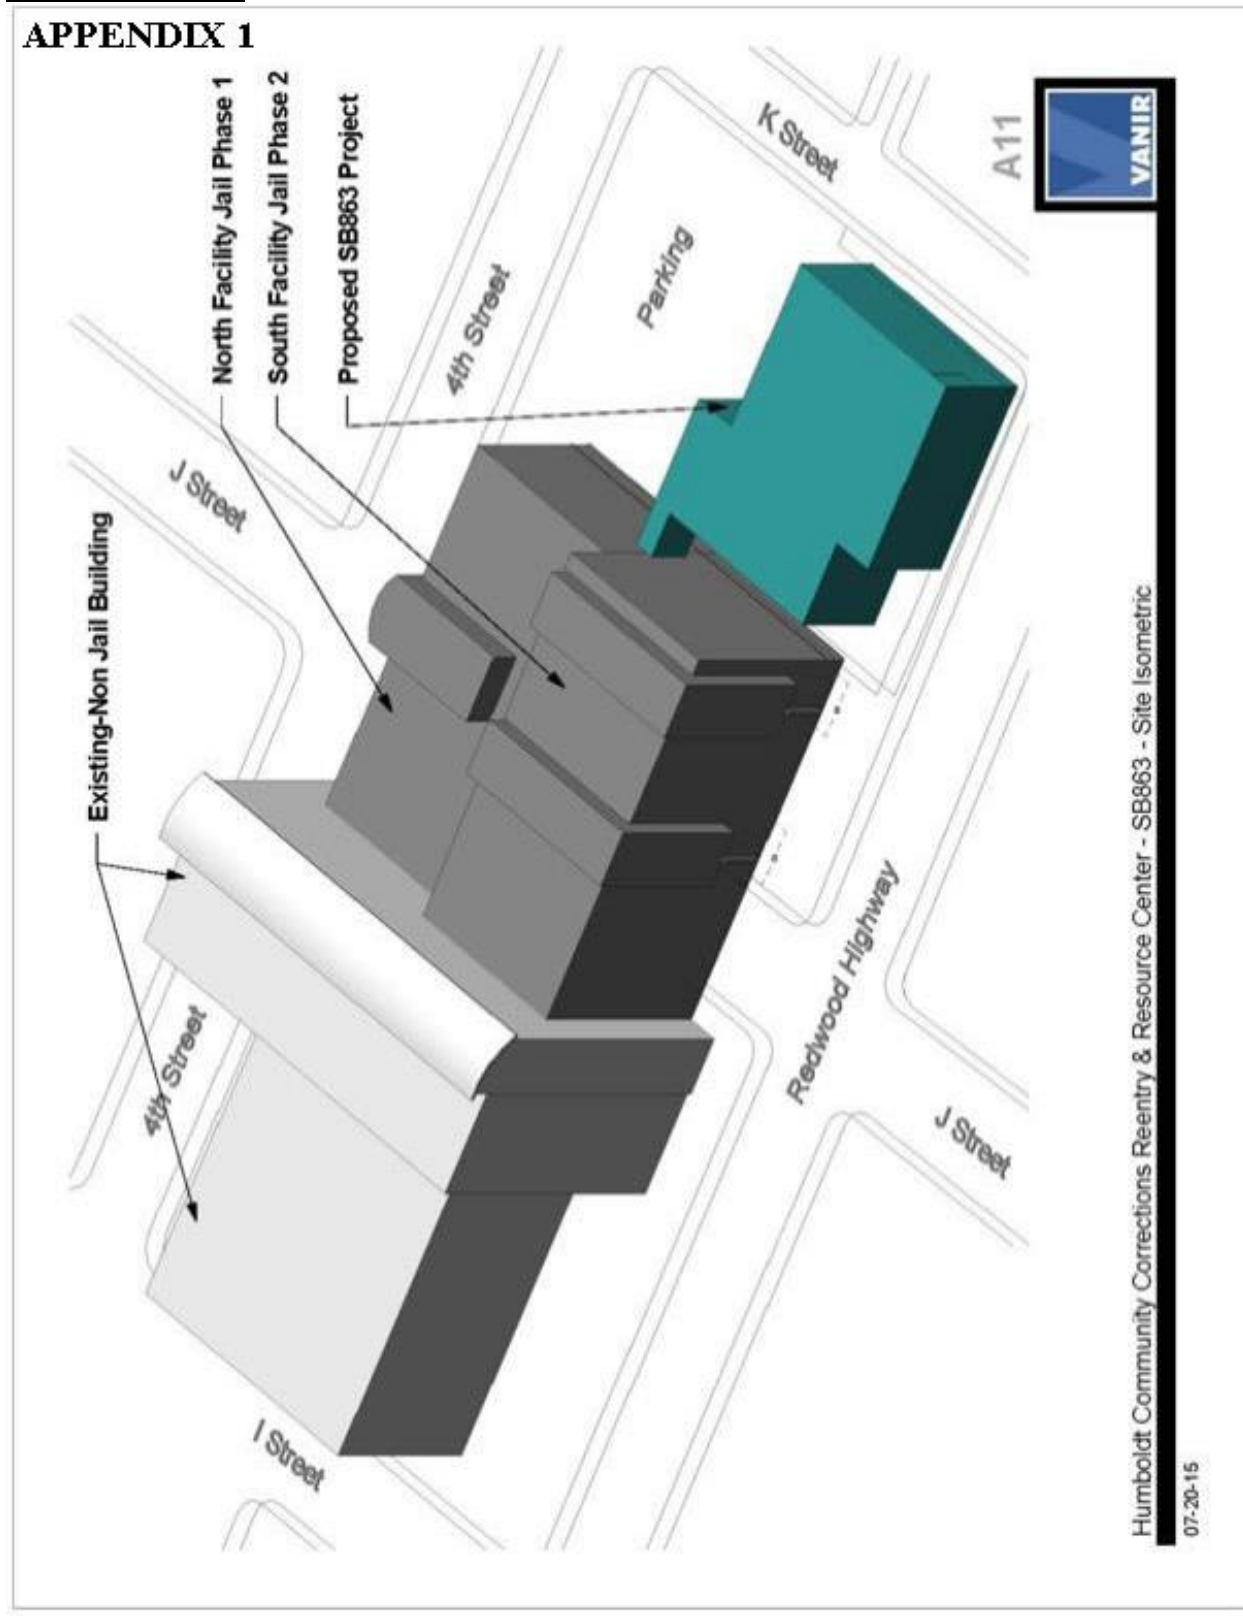 APPENDIX 1
Existing-Non Jail Building
North Facility Jail Phase 1
South Facility Jail Phase 2
Proposed SB863 Project
I Street
4th Street
J Street
4th Street
Parking
K Street
Redwood Highway
J Street
A11
VANIR
Humboldt Community Corrections Reentry & Resource Center - SB863 - Site Isometric
07-20-15